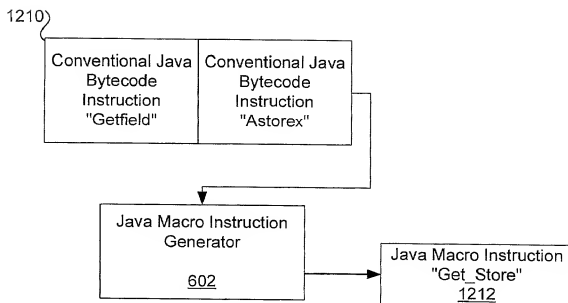 1210
Conventional Java
Bytecode
Instruction
"Getfield"
Conventional Java
Bytecode
Instruction
"Astorex"
Java Macro Instruction
Generator
602
Java Macro Instruction
"Get_Store"
1212